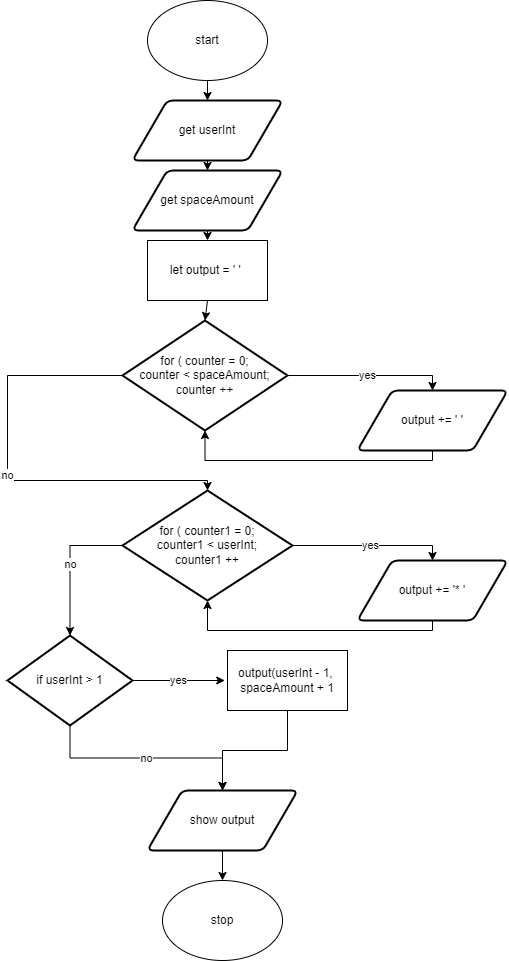 start
get userInt
get spaceAmount
let output = ' '
for ( counter = 0;
counter < spaceAmount;
counter ++
yes
output += ' '
no
for ( counter1 = 0;
counter1 < userInt;
counter1 ++
yes
output += '* '
no
if userInt > 1
yes
output(userInt - 1,
spaceAmount + 1
no
show output
stop